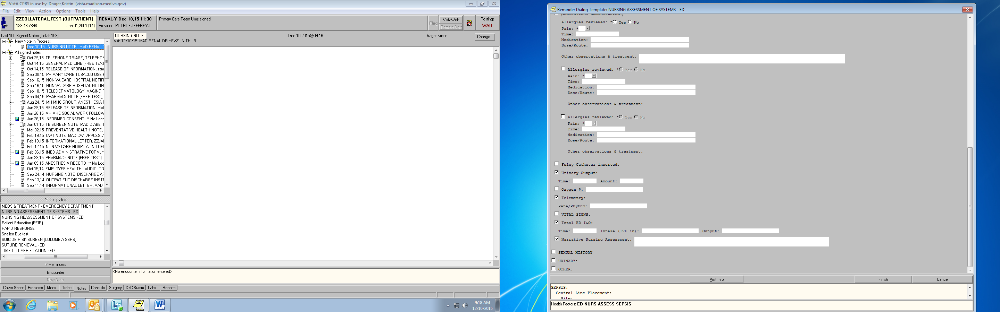 VistA CPRS in use by: Drager,Kristin (vista.madison.med.va.gov)
File Edit View Action Options Tools Help
ZZCOLLATERAL,TEST (OUTPATIENT)
123-46-7898 Jan 01,2001 (14)
RENAL-Y Dec 10,15 11:30
Provider: POTHOF,JEFFREY J
Primary Care Team Unassigned
Flag
VistaWeb
Remote Data
Postings
WAD
Last 100 Signed Notes (Total: 153)
New Note in Progress
Dec 10,15 NURSING NOTE , MAD RENAL D
All signed notes
Oct 29,15 TELEPHONE TRIAGE, TELEPHON
Oct 14,15 GENERAL MEDICINE (FREE TEXT
Oct 14,15 RELEASE OF INFORMATION, zzm
Sep 30,15 PRIMARY CARE TOBACCO USE F
Sep 16,15 NON VA CARE HOSPITAL NOTIFI
Sep 16,15 NON VA CARE HOSPITAL NOTIFI
Sep 10,15 TELEDERMATOLOGY IMAGING F
Sep 04,15 PHARMACY NOTE (FREE TEXT),
Aug 24,15 MH MHC GROUP, ANESTHESIA F
Jun 29,15 RELEASE OF INFORMATION, MAI
Jun 26,15 MH MHC SOCIAL WORK FOLLOW
Jun 26,15 INFORMED CONSENT, ** No Loca
Jun 01,15 TB SCREEN NOTE, MAD DIABETI
Mar 02,15 PREVENTATIVE HEALTH NOTE,
Feb 19,15 CWT NOTE, MAD CWT/HVCES, A
Feb 18,15 INFORMATIONAL LETTER, ZZJAI
Feb 12,15 NON VA CARE HOSPITAL NOTIFI
Feb 06,15 IMED ADMINISTRATIVE FORM, **
Jan 23,15 PHARMACY NOTE (FREE TEXT),
Jan 09,15 ANESTHESIA RECORD, ** No Loc
Oct 15,14 EMPLOYEE HEALTH - AUDIOLOG
Sep 24,14 NURSING NOTE, DISCHARGE AF
Sep 13,14 OUTPATIENT DISCHARGE INST
Sep 11,14 INFORMATIONAL LETTER, MAD
Templates
MEDS & TREATMENT - EMERGENCY DEPARTMENT
NURSING ASSESSMENT OF SYSTEMS - ED
NURSING REASSESSMENT OF SYSTEMS - ED
Patient Education (PEIR)
RAPID RESPONSE
Snellen Eye test
SUICIDE RISK SCREEN (COLUMBIA SSRS)
SUTURE REMOVAL - ED
TIME OUT VERIFICATION - ED
Reminders
Encounter
New Note
NURSING NOTE Dec 10,2015@09:16 Drager,Kristin Change...
Vst: 12/10/15 MAD RENAL DR YEVZLIN THUR
<No encounter information entered>
Cover Sheet Problems Meds Orders Notes Consults Surgery D/C Summ Labs Reports
9:18 AM
12/10/2015
Reminder Dialog Template: NURSING ASSESSMENT OF SYSTEMS - ED
Medications administered:
Allergies reviewed: * Yes No
Pain: *
Time:
Medication:
Dose/Route:
Other observations & treatment:
Allergies reviewed: * Yes No
Pain: *
Time:
Medication:
Dose/Route:
Other observations & treatment:
Allergies reviewed: * Yes No
Pain: *
Time:
Medication:
Dose/Route:
Other observations & treatment:
Foley Catheter inserted:
Urinary Output:
Time: Amount:
Oxygen @:
Telemetry:
Rate/Rhythm:
VITAL SIGNS:
Total ED I&O:
Time: Intake (IVF in): Output:
Narrative Nursing Assessment:
SEXUAL HISTORY
URINARY:
OTHER:
Visit Info Finish Cancel
SEPSIS:
Central Line Placement:
Site:
Health Factors: ED NURS ASSESS SEPSIS